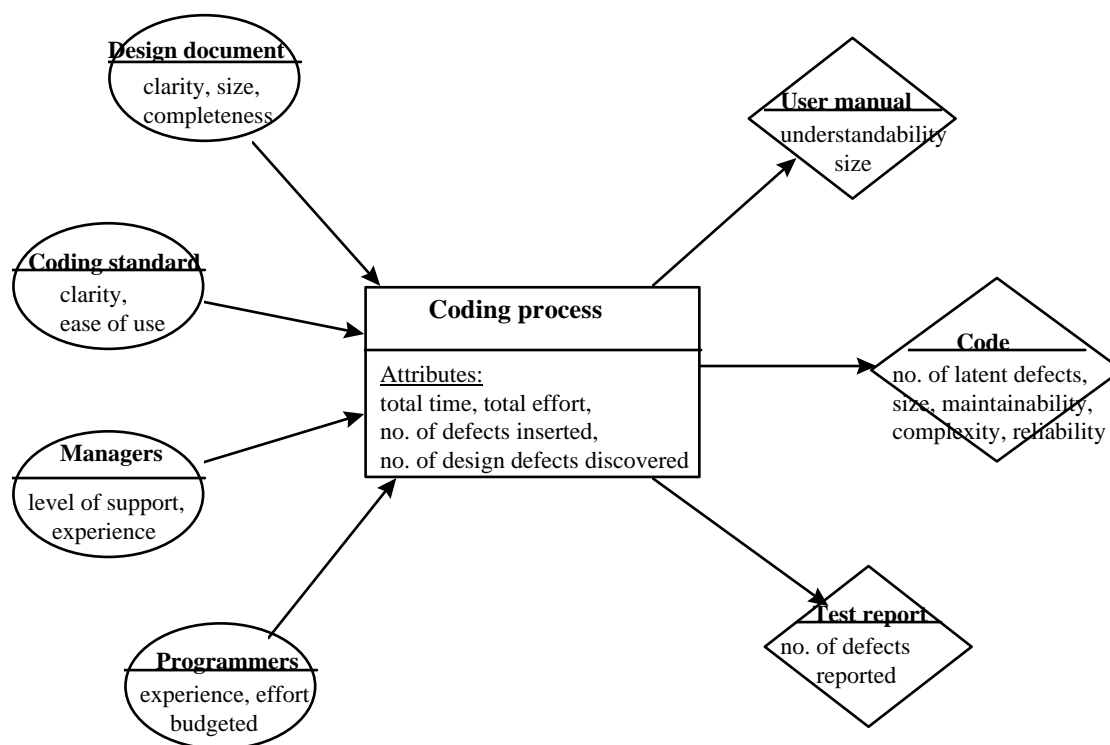 Design document
clarity, size,
completeness
Coding standard
clarity,
ease of use
Managers
level of support,
experience
Programmers
experience, effort
budgeted
Coding process
Attributes:
total time, total effort,
no. of defects inserted,
no. of design defects discovered
User manual
understandability
size
Code
no. of latent defects,
size, maintainability,
complexity, reliability
Test report
no. of defects
reported